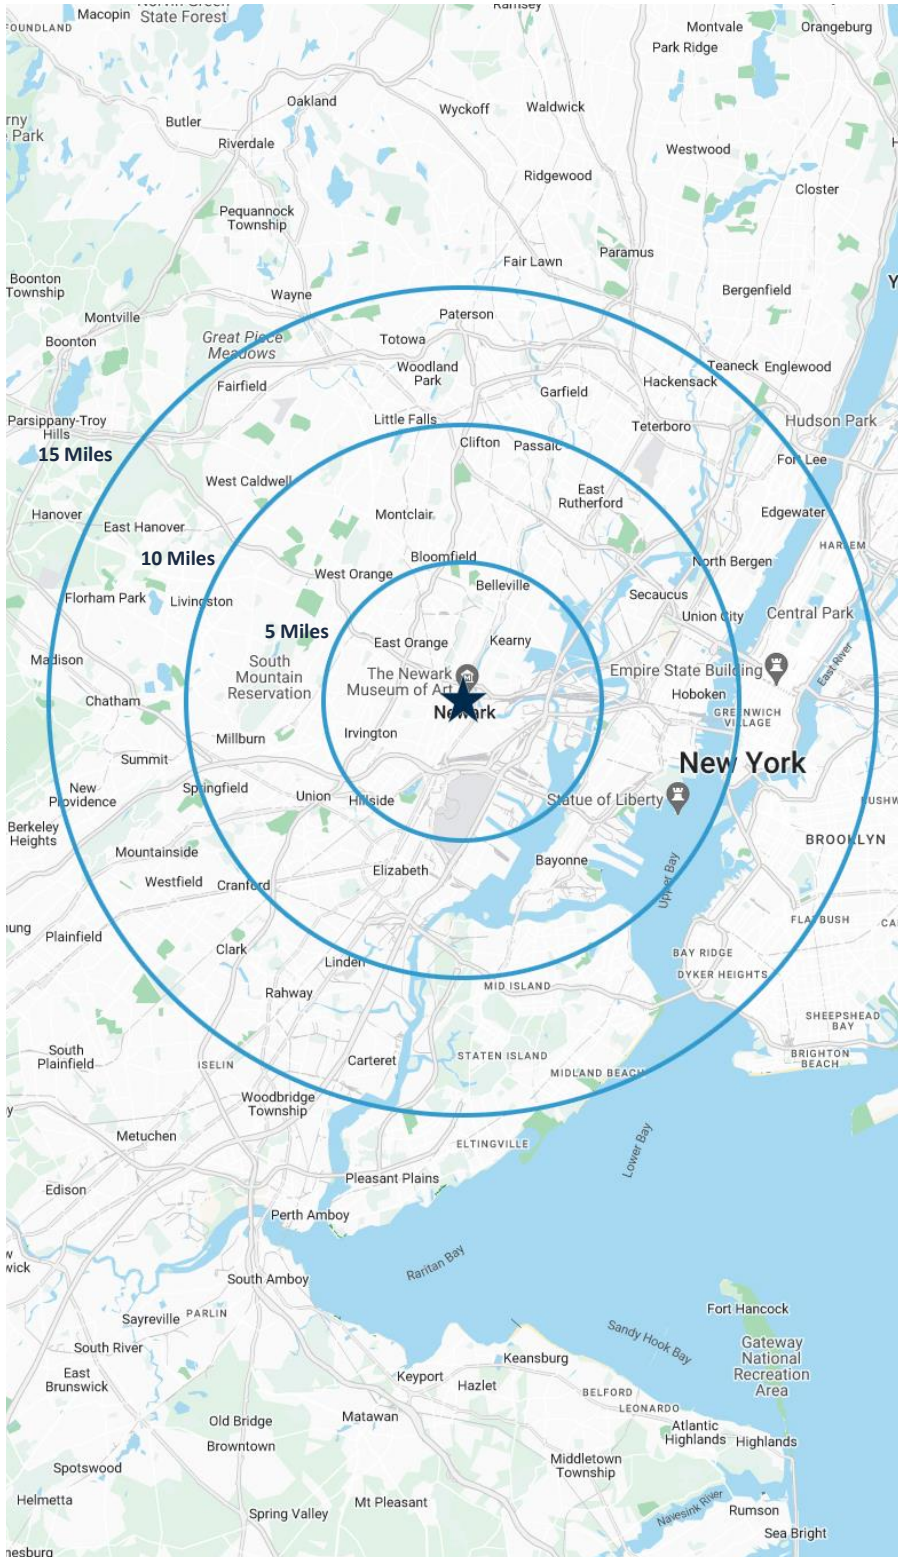 Macopin
State Forest
Ramsey
FOUNDLAND
Montvale
Orangeburg
Park Ridge
Oakland
Wyckoff
Waldwick
Butler
Riverdale
Westwood
Ridgewood
Closter
Pequannock
Township
Paramus
Fair Lawn
Boonton
Township
Wayne
Bergenfield
Y
Montville
Paterson
Boonton
Great Piece
Meadows
Totowa
Woodland
Park
Teaneck
Englewood
Fairfield
Hackensack
Garfield
Parsippany-Troy
Hills
Little Falls
Teterboro
Hudson Park
15 Miles
Clifton
Passaic
Fort Lee
West Caldwell
East
Rutherford
Hanover
East Hanover
Montclair
Edgewater
HARLEM
10 Miles
Bloomfield
North Bergen
West Orange
Belleville
Florham Park
Livingston
Secaucus
Union City
Central Park
5 Miles
East Orange
Kearny
Madison
South
Mountain
Reservation
The Newark
Museum of Art
Empire State Building
East River
Chatham
Newark
Hoboken
GREENWICH
VILLAGE
Millburn
Irvington
Summit
New York
New
Providence
Springfield
Union
Hillside
Statue of Liberty
BUSHW
Berkeley
Heights
BROOKLYN
Mountainside
Bayonne
Westfield
Cranford
Elizabeth
Upper Bay
FLATBUSH
CA
ung
Plainfield
Clark
Linden
BAY RIDGE
DYKER HEIGHTS
MID ISLAND
Rahway
SHEEPSHEAD
BAY
South
Plainfield
ISELIN
Carteret
STATEN ISLAND
BRIGHTON
BEACH
MIDLAND BEACH
Woodbridge
Township
y
Metuchen
ELTINGVILLE
Lower Bay
Edison
Pleasant Plains
Perth Amboy
w
wick
Raritan Bay
South Amboy
Sayreville
PARLIN
Fort Hancock
South River
Sandy Hook Bay
Gateway
National
Recreation
Area
East
Brunswick
Keansburg
Keyport
Hazlet
BELFORD
LEONARDO
Old Bridge
Matawan
Atlantic
Highlands
Highlands
Browntown
Spotswood
Middletown
Township
Helmetta
Mt Pleasant
Spring Valley
Navesink River
Rumson
Sea Bright
nesburg